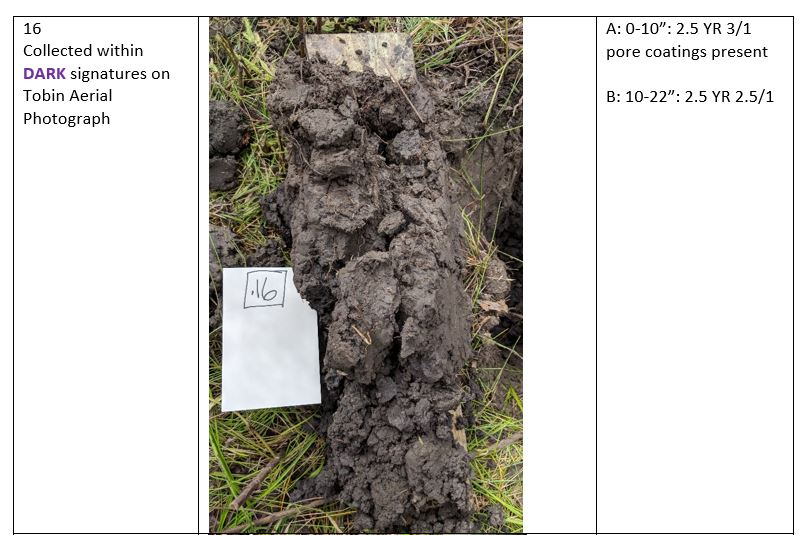 16
Collected within
DARK signatures on
Tobin Aerial
Photograph
.16
A: 0-10”: 2.5 YR 3/1
pore coatings present
B: 10-22”: 2.5 YR 2.5/1